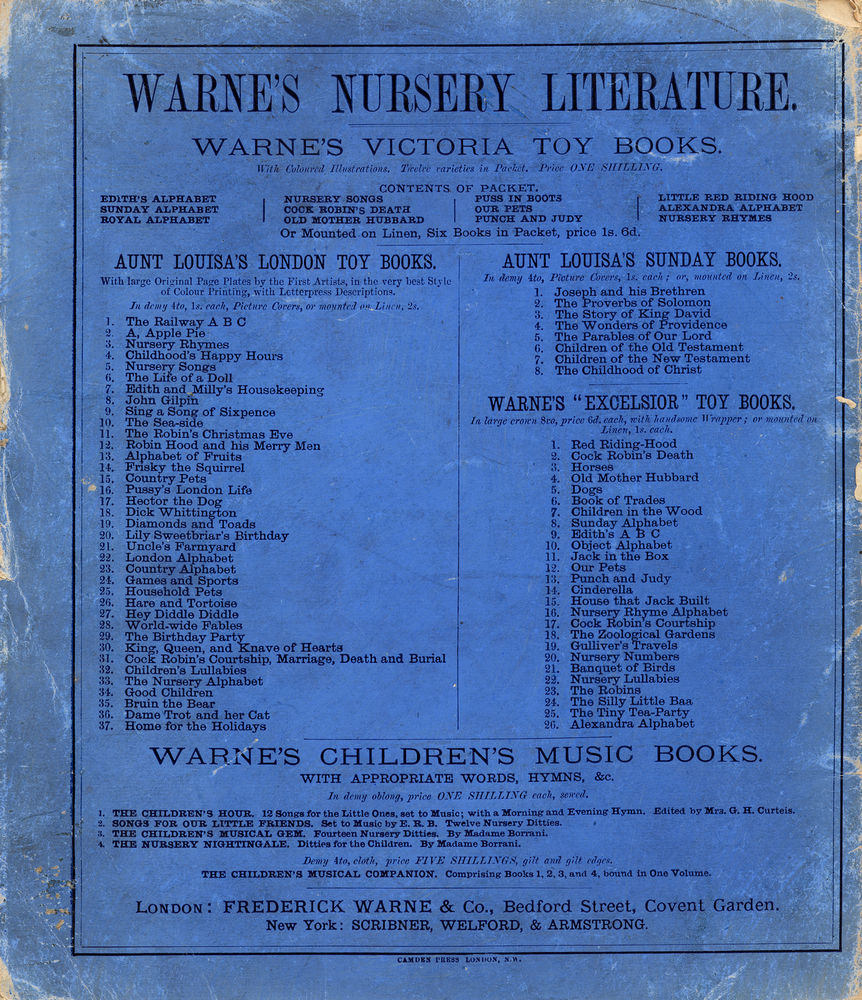 WARNE'S NURSERY LITERATURE.
WARNE'S VICTORIA TOY BOOKS.
With Coloured Illustrations. Twelve varieties in Packet. Price ONE SHILLING.
CONTENTS OF PACKET.
EDITH'S ALPHABET
SUNDAY ALPHABET
ROYAL ALPHABET
NURSERY SONGS
COCK ROBIN'S DEATH
OLD MOTHER HUBBARD
PUSS IN BOOTS
OUR PETS
PUNCH AND JUDY
LITTLE RED RIDING HOOD
ALEXANDRA ALPHABET
NURSERY RHYMES
Or Mounted on Linen, Six Books in Packet, price 1s. 6d.
AUNT LOUISA'S LONDON TOY BOOKS.
With large Original Page Plates by the First Artists, in the very best Style
of Colour Printing, with Letterpress Descriptions.
In demy 4to, 1s. each, Picture Covers, or mounted on Linen, 2s.
1. The Railway A B C
2. A, Apple Pie
3. Nursery Rhymes
4. Childhood's Happy Hours
5. Nursery Songs
6. The Life of a Doll
7. Edith and Milly's Housekeeping
8. John Gilpin
9. Sing a Song of Sixpence
10. The Sea-side
11. The Robin's Christmas Eve
12. Robin Hood and his Merry Men
13. Alphabet of Fruits
14. Frisky the Squirrel
15. Country Pets
16. Pussy's London Life
17. Hector the Dog
18. Dick Whittington
19. Diamonds and Toads
20. Lily Sweetbriar's Birthday
21. Uncle's Farmyard
22. London Alphabet
23. Country Alphabet
24. Games and Sports
25. Household Pets
26. Hare and Tortoise
27. Hey Diddle Diddle
28. World-wide Fables
29. The Birthday Party
30. King, Queen, and Knave of Hearts
31. Cock Robin's Courtship, Marriage, Death and Burial
32. Children's Lullabies
33. The Nursery Alphabet
34. Good Children
35. Bruin the Bear
36. Dame Trot and her Cat
37. Home for the Holidays
AUNT LOUISA'S SUNDAY BOOKS.
In demy 4to, Picture Covers, 1s. each; or, mounted on Linen, 2s.
1. Joseph and his Brethren
2. The Proverbs of Solomon
3. The Story of King David
4. The Wonders of Providence
5. The Parables of Our Lord
6. Children of the Old Testament
7. Children of the New Testament
8. The Childhood of Christ
WARNE'S "EXCELSIOR" TOY BOOKS.
In large crown 8vo, price 6d. each, with handsome Wrapper; or mounted on
Linen, 1s. each.
1. Red Riding-Hood
2. Cock Robin's Death
3. Horses
4. Old Mother Hubbard
5. Dogs
6. Book of Trades
7. Children in the Wood
8. Sunday Alphabet
9. Edith's A B C
10. Object Alphabet
11. Jack in the Box
12. Our Pets
13. Punch and Judy
14. Cinderella
15. House that Jack Built
16. Nursery Rhyme Alphabet
17. Cock Robin's Courtship
18. The Zoological Gardens
19. Gulliver's Travels
20. Nursery Numbers
21. Banquet of Birds
22. Nursery Lullabies
23. The Robins
24. The Silly Little Baa
25. The Tiny Tea-Party
26. Alexandra Alphabet
WARNE'S CHILDREN'S MUSIC BOOKS.
WITH APPROPRIATE WORDS, HYMNS, &c.
In demy oblong, price ONE SHILLING each, sewed.
1. THE CHILDREN'S HOUR. 12 Songs for the Little Ones, set to Music; with a Morning and Evening Hymn. Edited by Mrs. G. H. Curteis.
2. SONGS FOR OUR LITTLE FRIENDS. Set to Music by E. R. B. Twelve Nursery Ditties.
3. THE CHILDREN'S MUSICAL GEM. Fourteen Nursery Ditties. By Madame Borrani.
4. THE NURSERY NIGHTINGALE. Ditties for the Children. By Madame Borrani.
Demy 4to, cloth, price FIVE SHILLINGS, gilt and gilt edges.
THE CHILDREN'S MUSICAL COMPANION. Comprising Books 1, 2, 3, and 4, bound in One Volume.
LONDON: FREDERICK WARNE & Co., Bedford Street, Covent Garden.
New York: SCRIBNER, WELFORD, & ARMSTRONG.
CAMDEN PRESS LONDON, N.W.